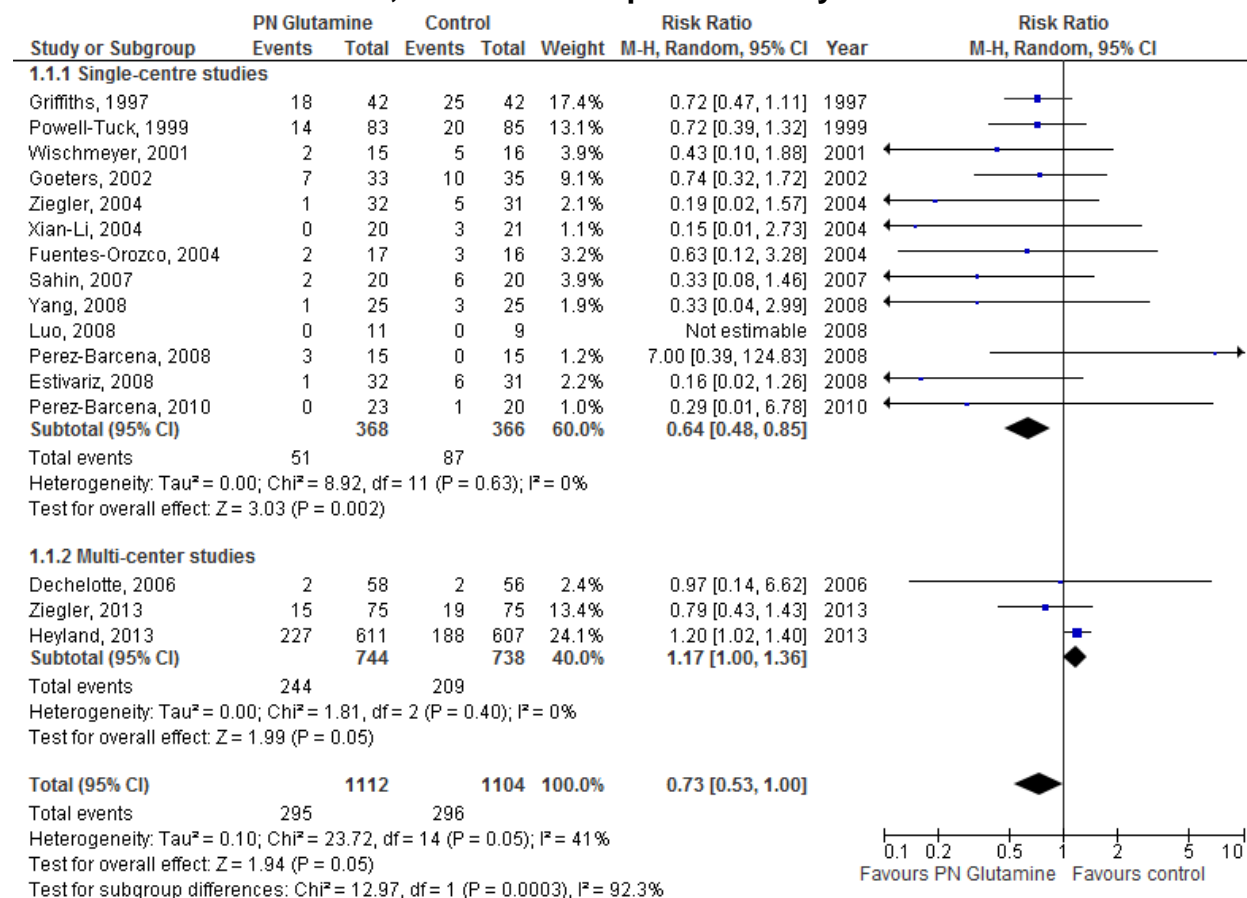 PN Glutamine Control Risk Ratio Risk Ratio
Study or Subgroup Events Total Events Total Weight M-H, Random, 95% CI Year M-H, Random, 95% CI
1.1.1 Single-centre studies
Griffiths, 1997 18 42 25 42 17.4% 0.72 [0.47, 1.11] 1997
Powell-Tuck, 1999 14 83 20 85 13.1% 0.72 [0.39, 1.32] 1999
Wischmeyer, 2001 2 15 5 16 3.9% 0.43 [0.10, 1.88] 2001
Goeters, 2002 7 33 10 35 9.1% 0.74 [0.32, 1.72] 2002
Ziegler, 2004 1 32 5 31 2.1% 0.19 [0.02, 1.57] 2004
Xian-Li, 2004 0 20 3 21 1.1% 0.15 [0.01, 2.73] 2004
Fuentes-Orozco, 2004 2 17 3 16 3.2% 0.63 [0.12, 3.28] 2004
Sahin, 2007 2 20 6 20 3.9% 0.33 [0.08, 1.46] 2007
Yang, 2008 1 25 3 25 1.9% 0.33 [0.04, 2.99] 2008
Luo, 2008 0 11 0 9 Not estimable 2008
Perez-Barcena, 2008 3 15 0 15 1.2% 7.00 [0.39, 124.83] 2008
Estivariz, 2008 1 32 6 31 2.2% 0.16 [0.02, 1.26] 2008
Perez-Barcena, 2010 0 23 1 20 1.0% 0.29 [0.01, 6.78] 2010
Subtotal (95% CI) 368 366 60.0% 0.64 [0.48, 0.85]
Total events 51 87
Heterogeneity: Tau² = 0.00; Chi² = 8.92, df = 11 (P = 0.63); I² = 0%
Test for overall effect: Z = 3.03 (P = 0.002)
1.1.2 Multi-center studies
Dechelotte, 2006 2 58 2 56 2.4% 0.97 [0.14, 6.62] 2006
Ziegler, 2013 15 75 19 75 13.4% 0.79 [0.43, 1.43] 2013
Heyland, 2013 227 611 188 607 24.1% 1.20 [1.02, 1.40] 2013
Subtotal (95% CI) 744 738 40.0% 1.17 [1.00, 1.36]
Total events 244 209
Heterogeneity: Tau² = 0.00; Chi² = 1.81, df = 2 (P = 0.40); I² = 0%
Test for overall effect: Z = 1.99 (P = 0.05)
Total (95% CI) 1112 1104 100.0% 0.73 [0.53, 1.00]
Total events 295 296
Heterogeneity: Tau² = 0.10; Chi² = 23.72, df = 14 (P = 0.05); I² = 41%
Test for overall effect: Z = 1.94 (P = 0.05)
Test for subgroup differences: Chi² = 12.97, df = 1 (P = 0.0003), I² = 92.3%
0.1 0.2 0.5 1 2 5 10
Favours PN Glutamine Favours control